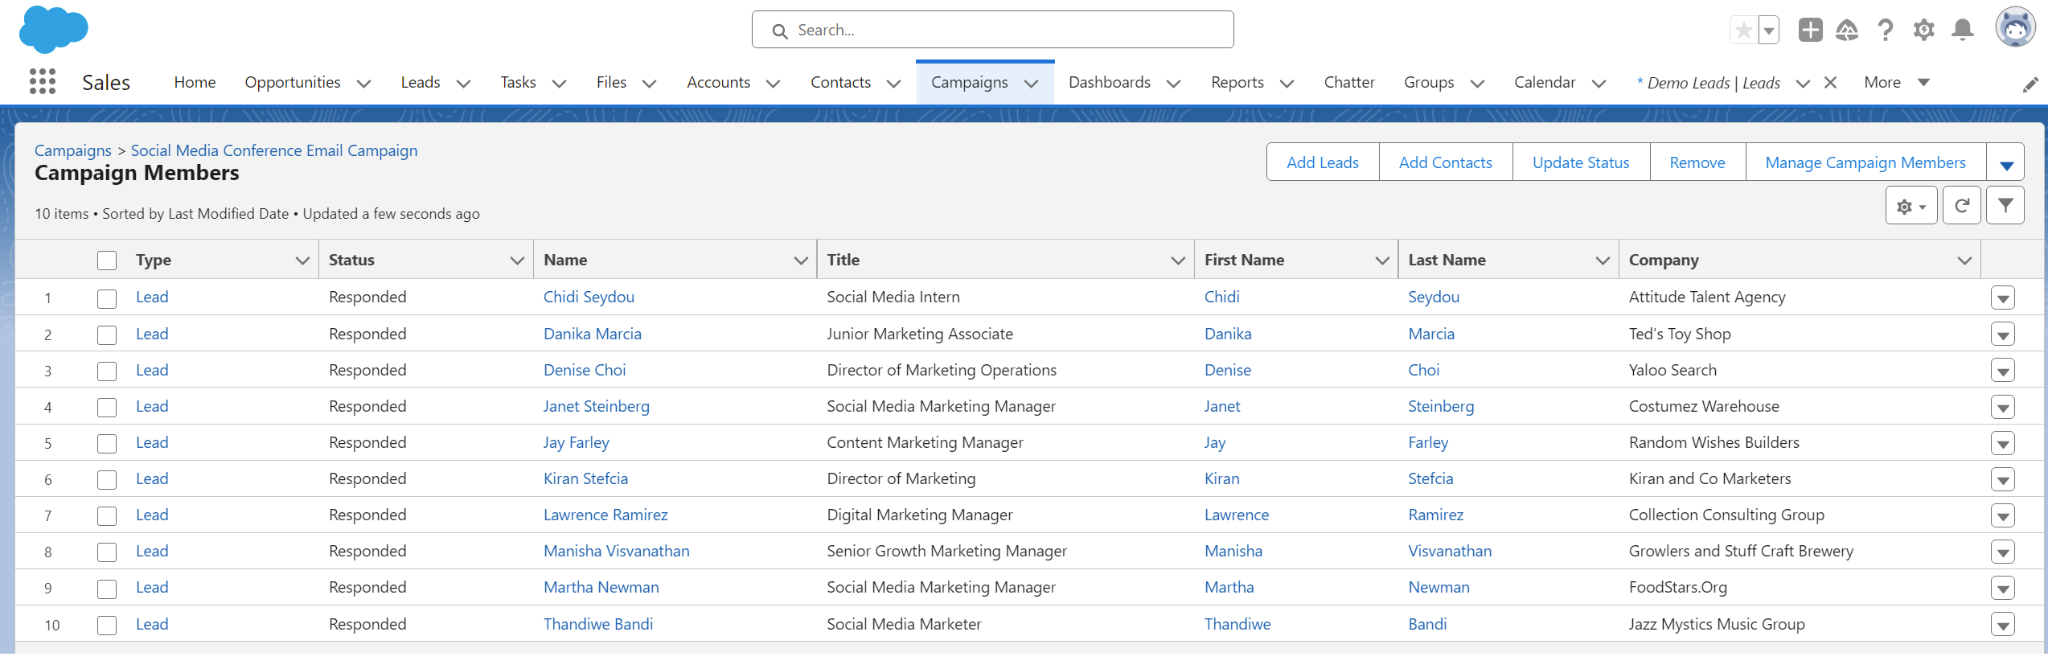 Search...
Sales Home Opportunities Leads Tasks Files Accounts Contacts Campaigns Dashboards Reports Chatter Groups Calendar * Demo Leads | Leads More
Campaigns > Social Media Conference Email Campaign
Campaign Members
Add Leads Add Contacts Update Status Remove Manage Campaign Members
10 items • Sorted by Last Modified Date • Updated a few seconds ago
Type Status Name Title First Name Last Name Company
1 Lead Responded Chidi Seydou Social Media Intern Chidi Seydou Attitude Talent Agency
2 Lead Responded Danika Marcia Junior Marketing Associate Danika Marcia Ted's Toy Shop
3 Lead Responded Denise Choi Director of Marketing Operations Denise Choi Yaloo Search
4 Lead Responded Janet Steinberg Social Media Marketing Manager Janet Steinberg Costumez Warehouse
5 Lead Responded Jay Farley Content Marketing Manager Jay Farley Random Wishes Builders
6 Lead Responded Kiran Stefcia Director of Marketing Kiran Stefcia Kiran and Co Marketers
7 Lead Responded Lawrence Ramirez Digital Marketing Manager Lawrence Ramirez Collection Consulting Group
8 Lead Responded Manisha Visvanathan Senior Growth Marketing Manager Manisha Visvanathan Growlers and Stuff Craft Brewery
9 Lead Responded Martha Newman Social Media Marketing Manager Martha Newman FoodStars.Org
10 Lead Responded Thandiwe Bandi Social Media Marketer Thandiwe Bandi Jazz Mystics Music Group